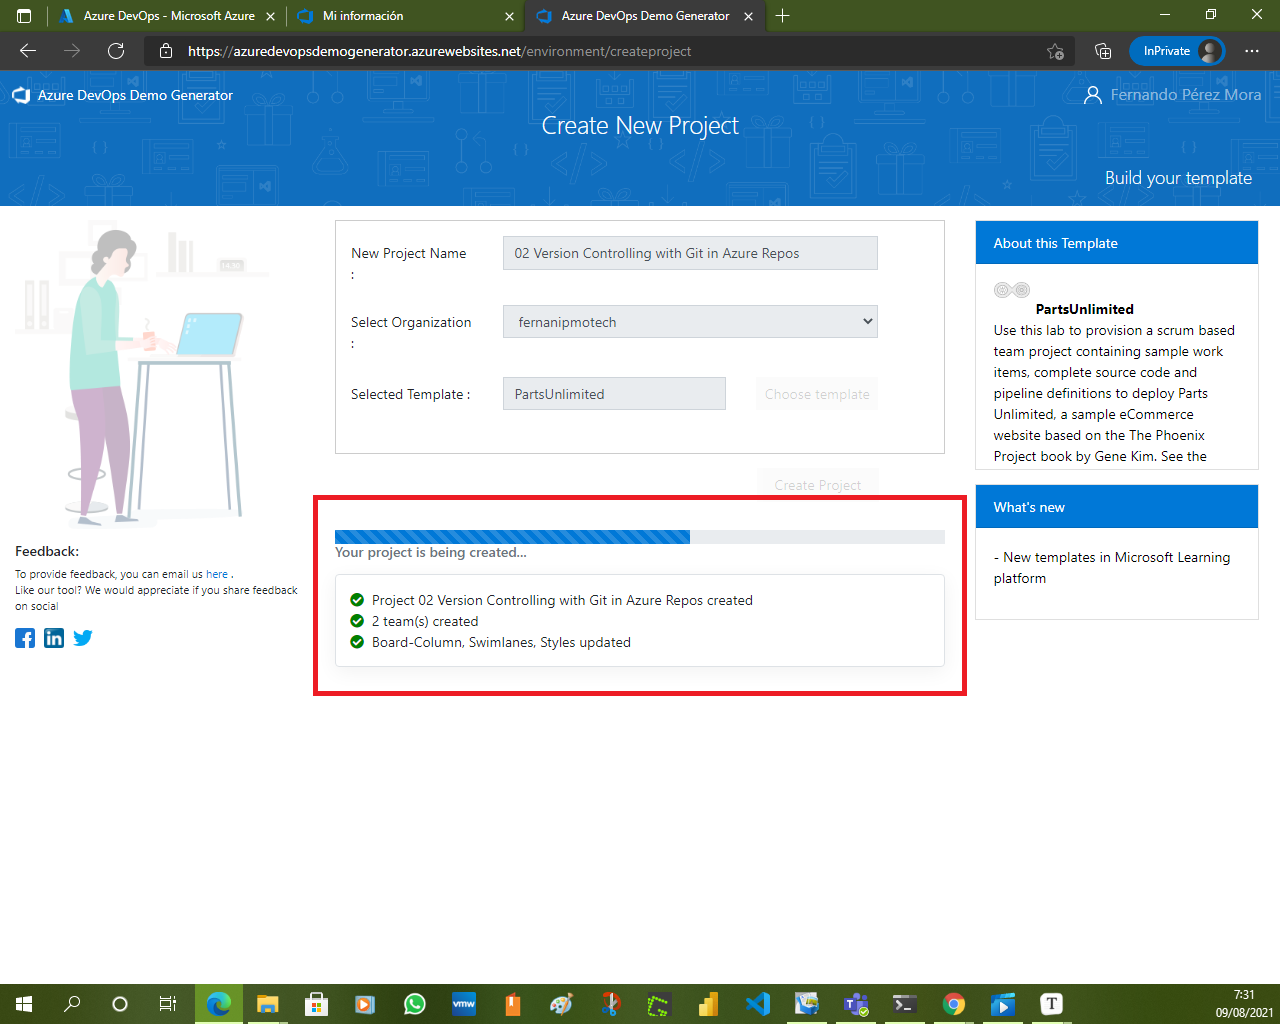 Azure DevOps - Microsoft Azure
Mi información
Azure DevOps Demo Generator
https://azuredevopsdemogenerator.azurewebsites.net/environment/createproject
InPrivate
Azure DevOps Demo Generator
Fernando Pérez Mora
Create New Project
Build your template
New Project Name
:
02 Version Controlling with Git in Azure Repos
Select Organization
:
fernanipmotech
Selected Template :
PartsUnlimited
Choose template
Create Project
Your project is being created...
Project 02 Version Controlling with Git in Azure Repos created
2 team(s) created
Board-Column, Swimlanes, Styles updated
About this Template
PartsUnlimited
Use this lab to provision a scrum based
team project containing sample work
items, complete source code and
pipeline definitions to deploy Parts
Unlimited, a sample eCommerce
website based on the The Phoenix
Project book by Gene Kim. See the
What's new
- New templates in Microsoft Learning
platform
Feedback:
To provide feedback, you can email us here .
Like our tool? We would appreciate if you share feedback
on social
vmw
T
7:31
09/08/2021